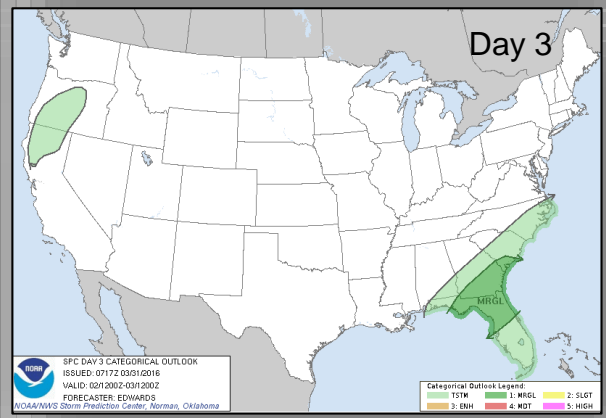 Day 3
MRGL
NOAA
SPC DAY 3 CATEGORICAL OUTLOOK
ISSUED: 0717Z 03/31/2016
VALID: 02/1200Z-03/1200Z
FORECASTER: EDWARDS
NOAA/NWS Storm Prediction Center, Norman, Oklahoma
Categorical Outlook Legend:
TSTM 1: MRGL 2: SLGT
3: ENH 4: MDT 5: HIGH